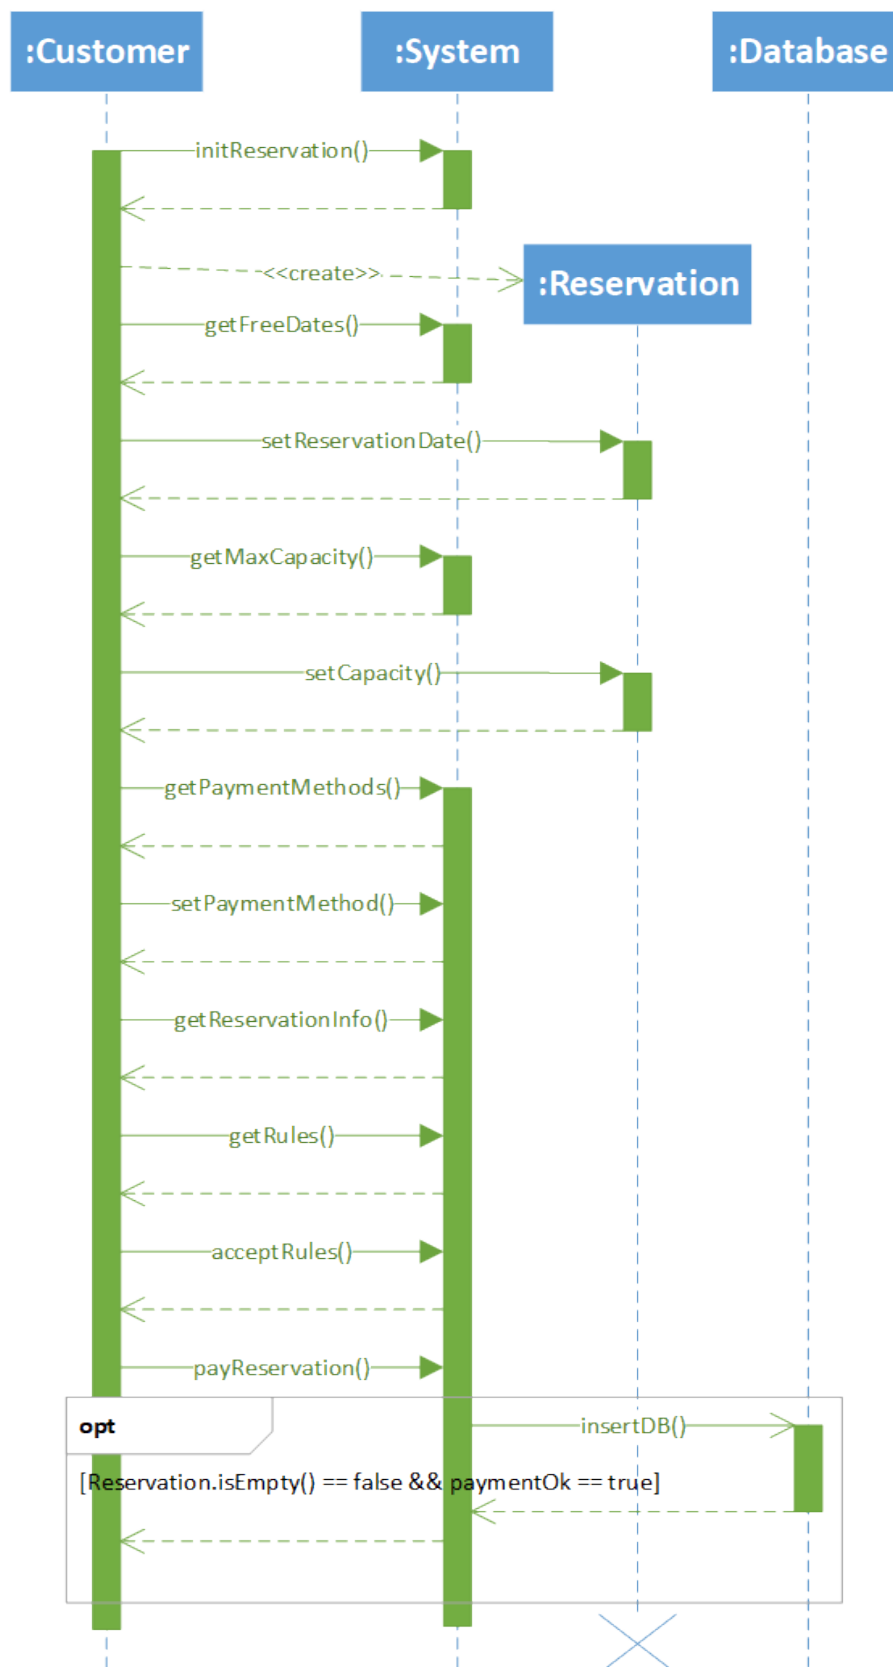 :Customer
:System
:Database
initReservation()
<<create>>
:Reservation
getFreeDates()
setReservationDate()
getMaxCapacity()
setCapacity()
getPaymentMethods()
setPaymentMethod()
getReservationInfo()
getRules()
acceptRules()
payReservation()
opt
insertDB()
[Reservation.isEmpty() == false && paymentOk == true]